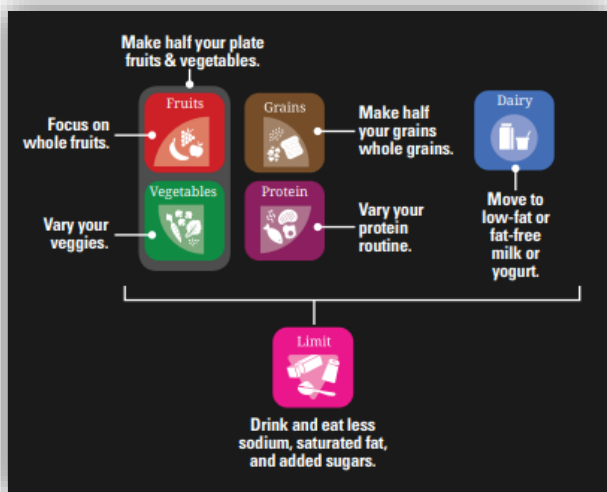 Make half your plate
fruits & vegetables.
Fruits
Grains
Dairy
Focus on
whole fruits.
Make half
your grains
whole grains.
Vegetables
Protein
Vary your
veggies.
Vary your
protein
routine.
Move to
low-fat or
fat-free
milk or
yogurt.
Limit
Drink and eat less
sodium, saturated fat,
and added sugars.